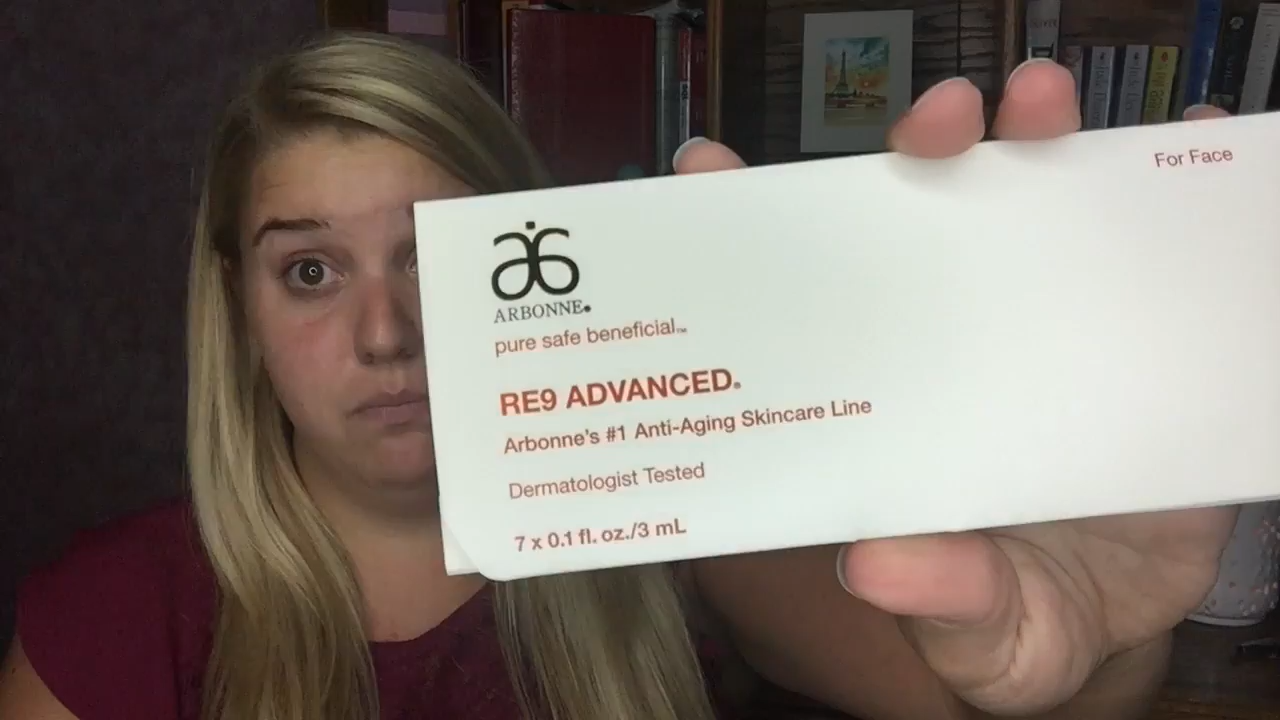 For Face
ARBONNE®
pure safe beneficial™
RE9 ADVANCED®
Arbonne's #1 Anti-Aging Skincare Line
Dermatologist Tested
7 x 0.1 fl. oz./3 mL